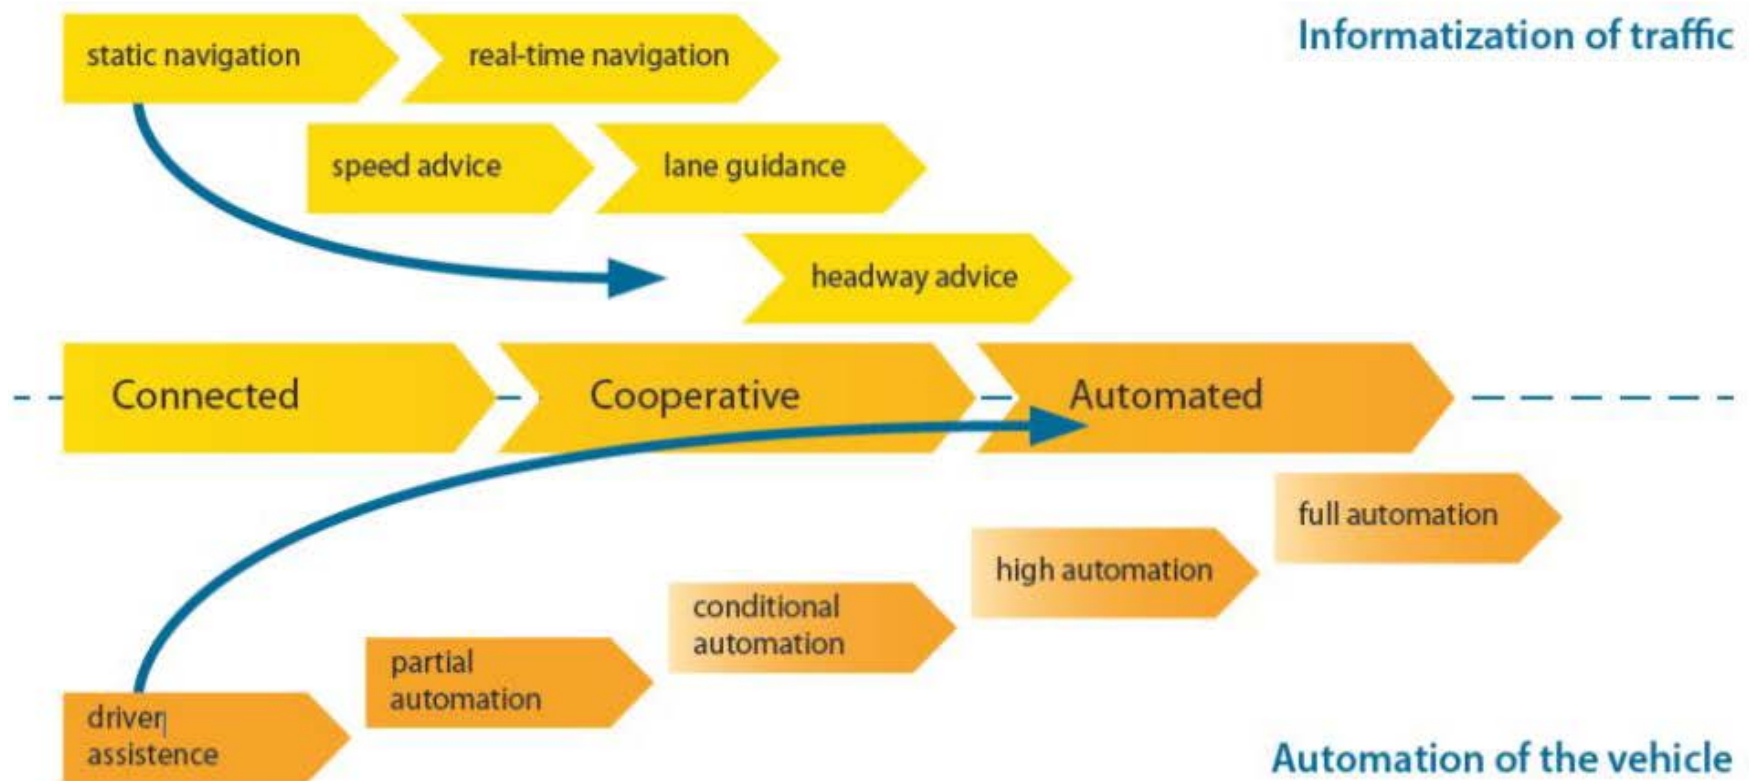 Informatization of traffic
static navigation
real-time navigation
speed advice
lane guidance
headway advice
Connected
Cooperative
Automated
full automation
high automation
conditional
automation
partial
automation
driver
assistence
Automation of the vehicle